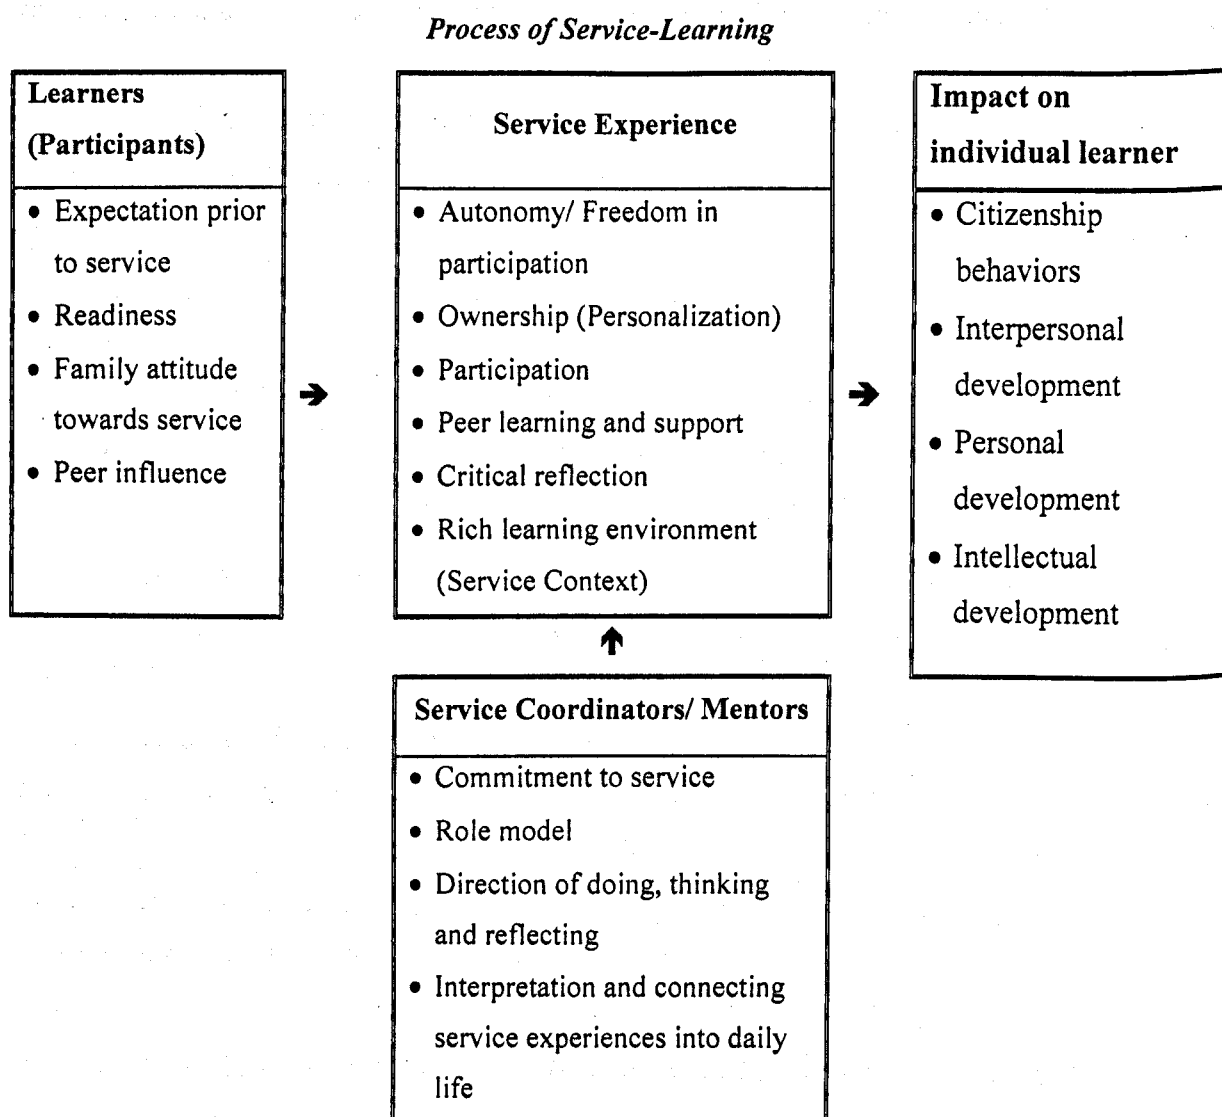 Process of Service-Learning
Learners
(Participants)
• Expectation prior
to service
• Readiness
• Family attitude
towards service
• Peer influence
Service Experience
• Autonomy/ Freedom in
participation
• Ownership (Personalization)
• Participation
• Peer learning and support
• Critical reflection
• Rich learning environment
(Service Context)
Impact on
individual learner
• Citizenship
behaviors
• Interpersonal
development
• Personal
development
• Intellectual
development
Service Coordinators/ Mentors
• Commitment to service
• Role model
• Direction of doing, thinking
and reflecting
• Interpretation and connecting
service experiences into daily
life